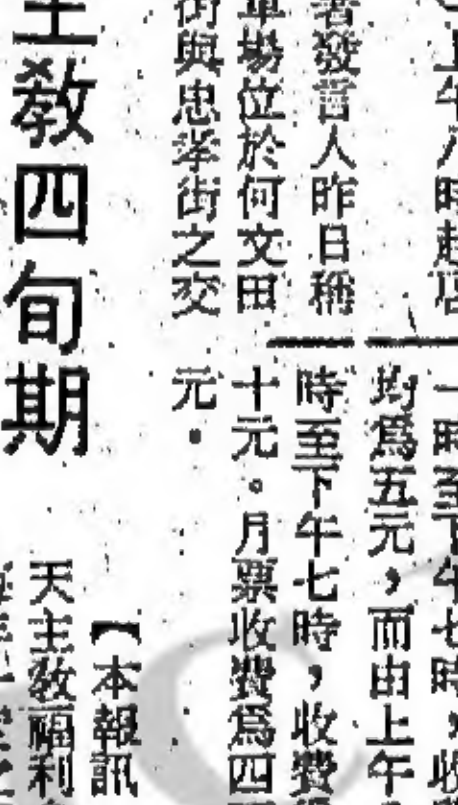 上午八時起
署發言人昨日稱
車場位於何文田
街與忠孝街之交
一時至下午七時，收
均為五元，而由上午
時至下午七時，收費
十元。月票收費為四
元。
主教四旬期
【本報訊
天主教福利